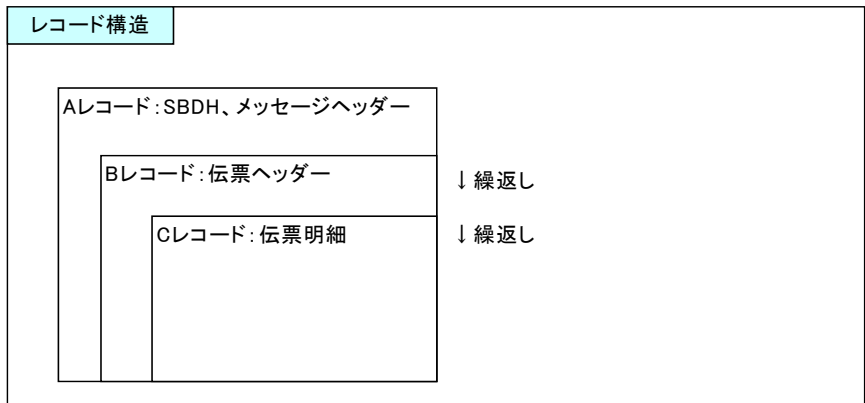 レコード構造
Aレコード：SBDH、メッセージヘッダー
Bレコード：伝票ヘッダー
↓繰返し
Cレコード：伝票明細
↓繰返し